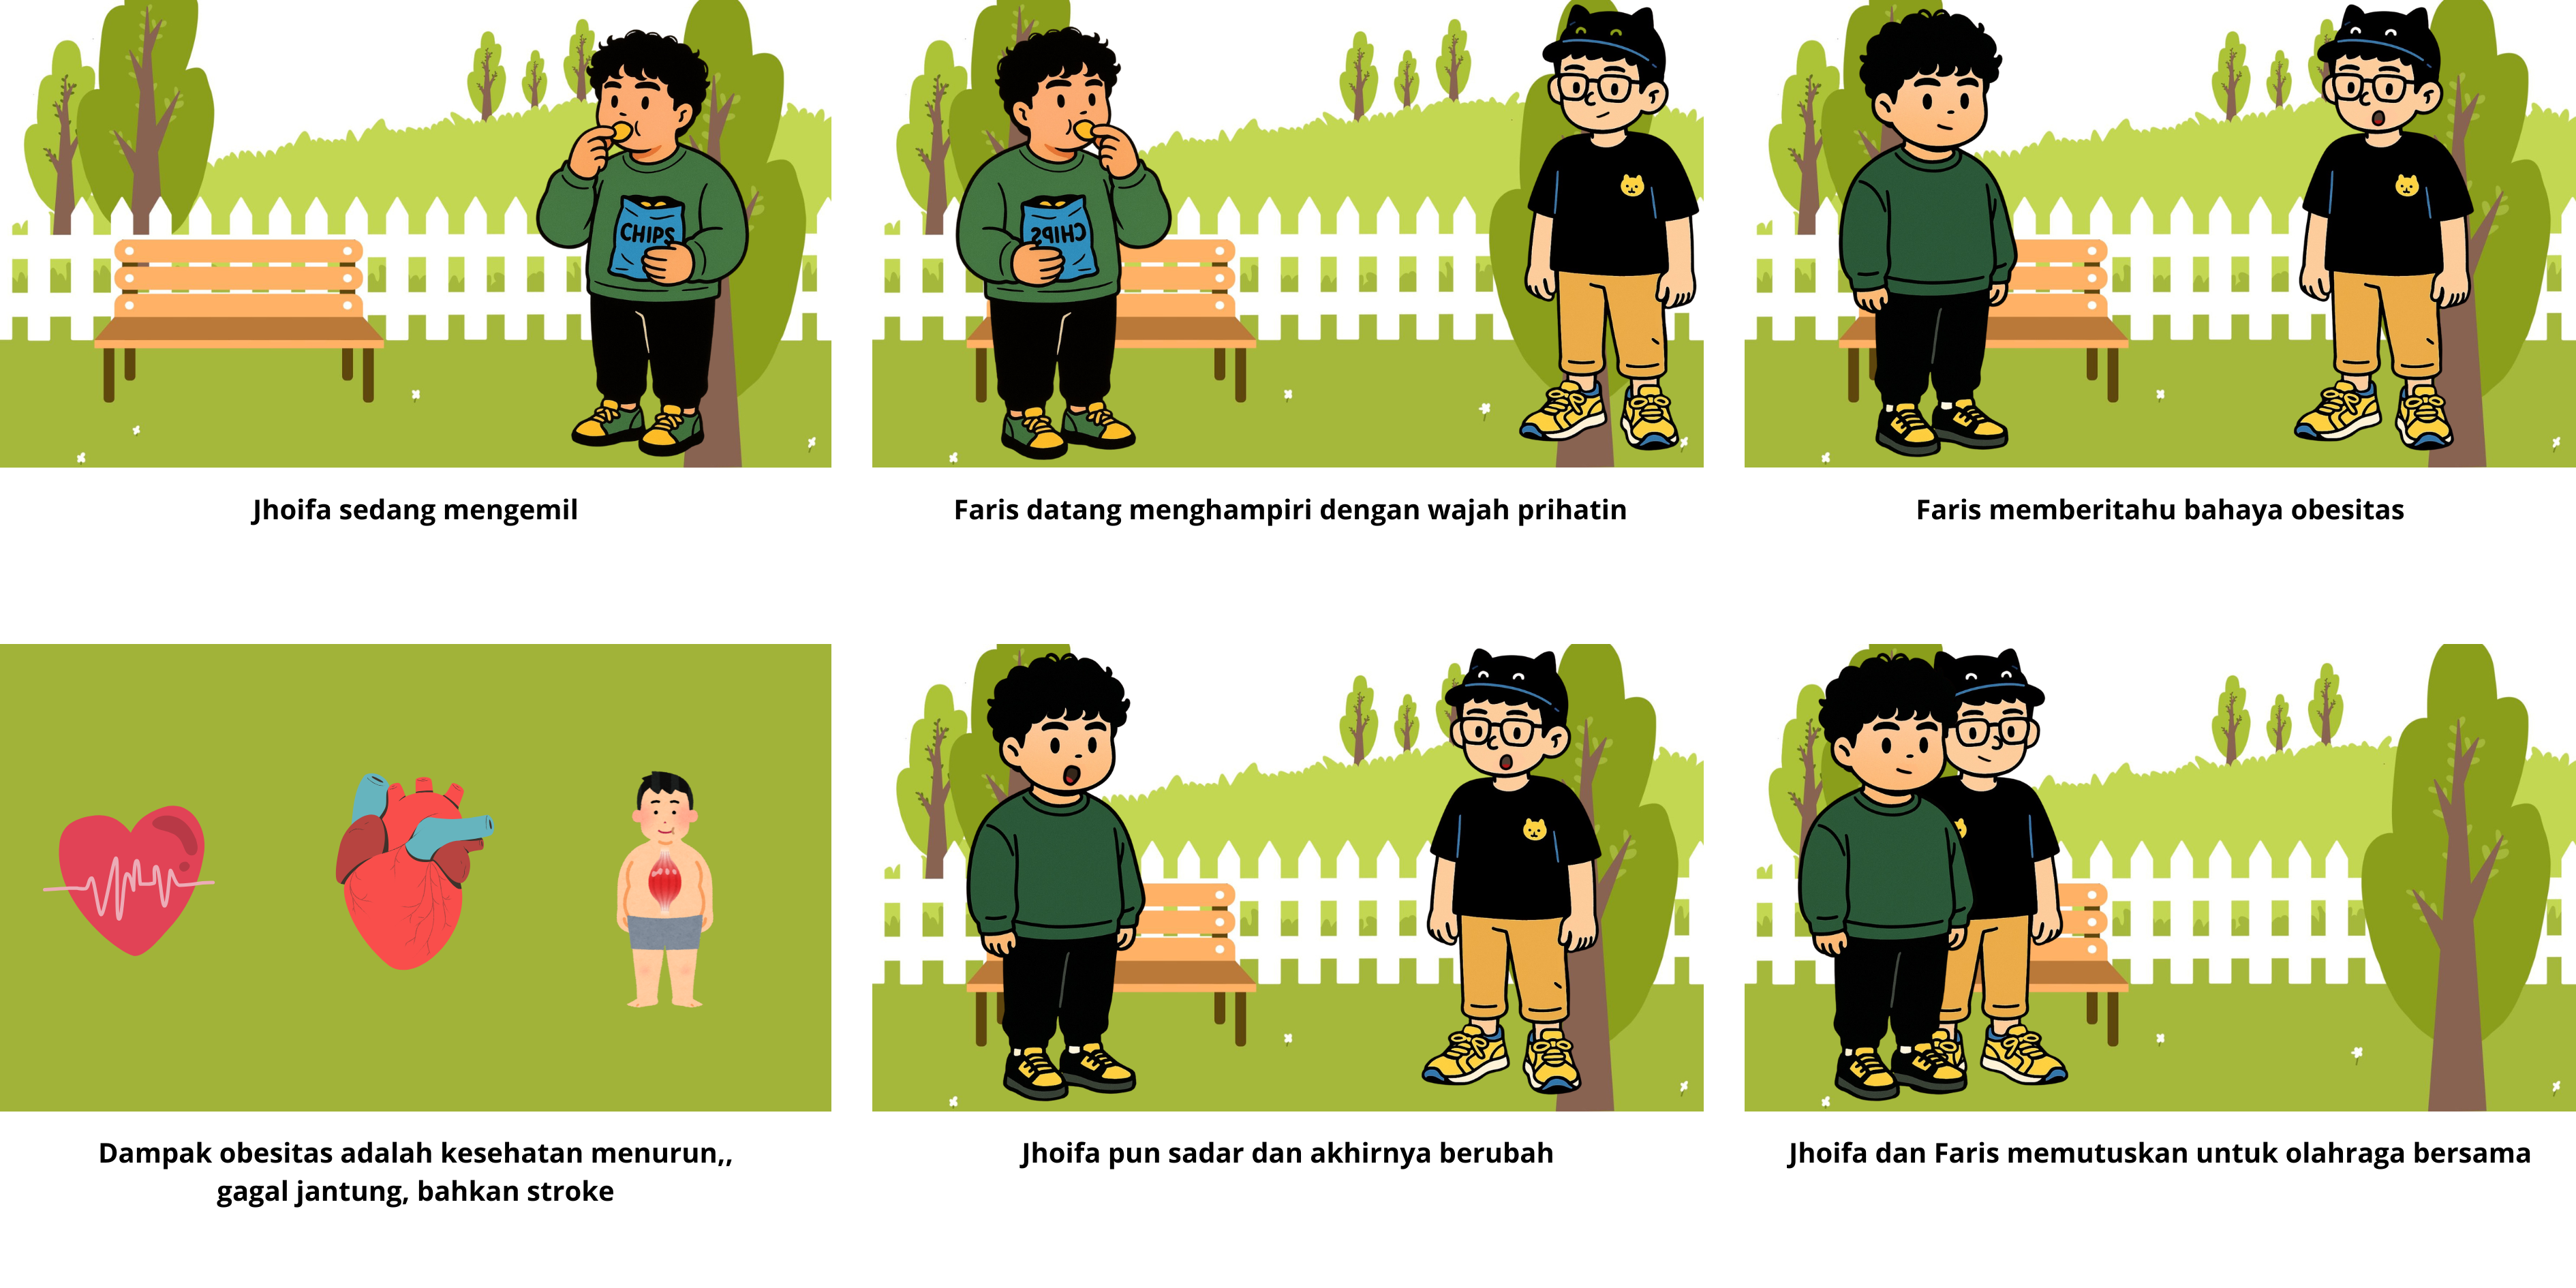 CHIPS
CHIPS
Jhoifa sedang mengemil
Faris datang menghampiri dengan wajah prihatin
Faris memberitahu bahaya obesitas
Dampak obesitas adalah kesehatan menurun,,
gagal jantung, bahkan stroke
Jhoifa pun sadar dan akhirnya berubah
Jhoifa dan Faris memutuskan untuk olahraga bersama